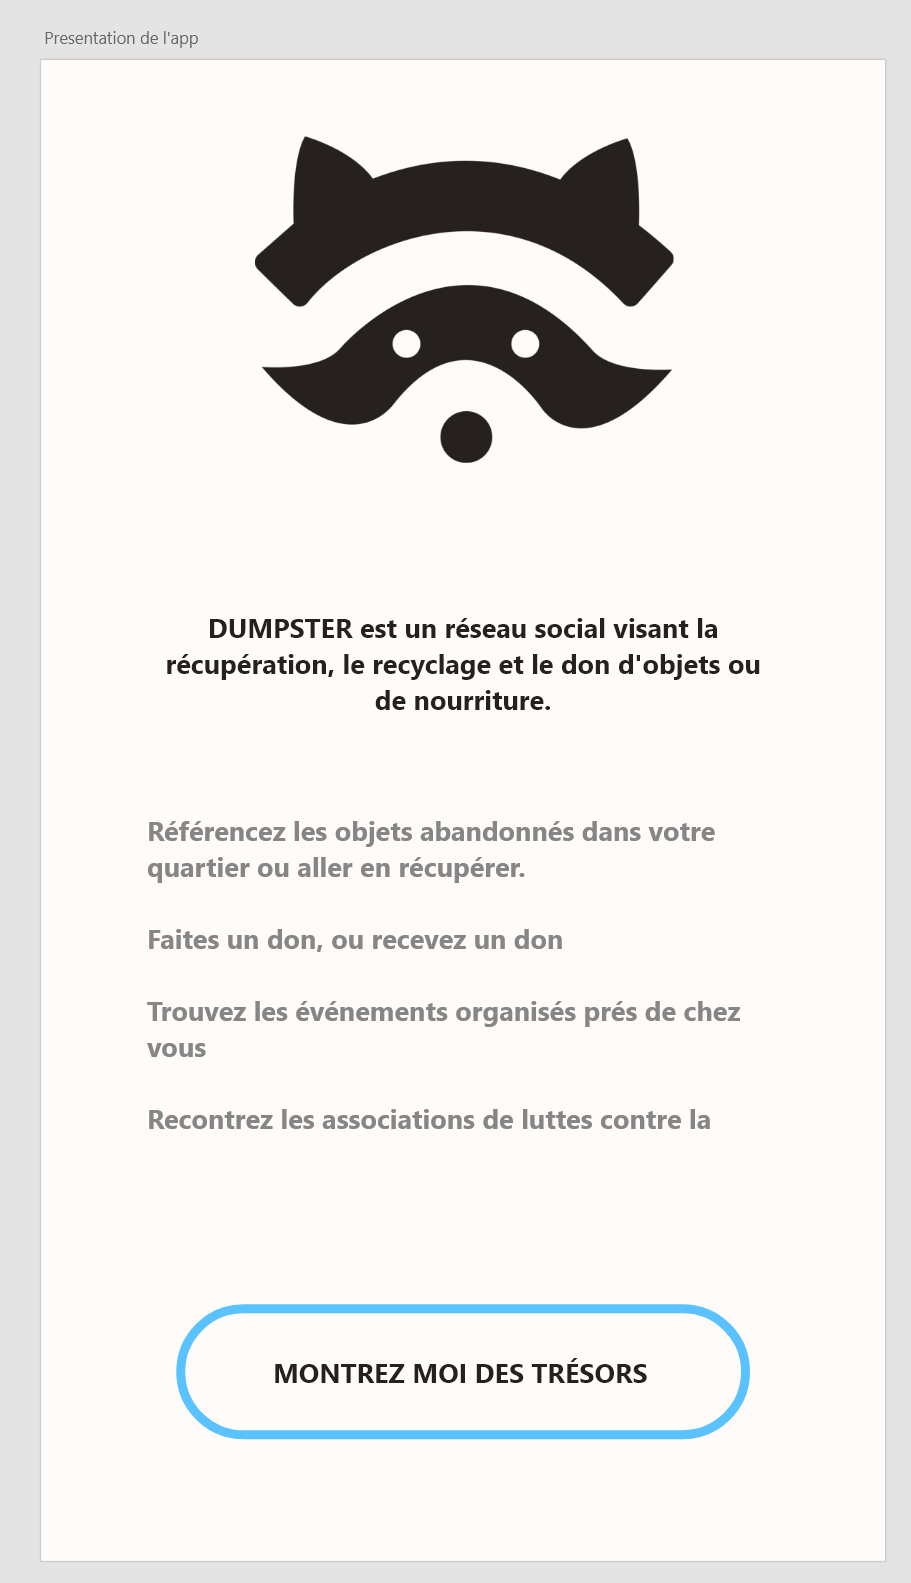 Presentation de l'app
DUMPSTER est un réseau social visant la
récupération, le recyclage et le don d'objets ou
de nourriture.
Référencez les objets abandonnés dans votre
quartier ou aller en récupérer.
Faites un don, ou recevez un don
Trouvez les événements organisés prés de chez
vous
Recontrez les associations de luttes contre la
MONTREZ MOI DES TRÉSORS